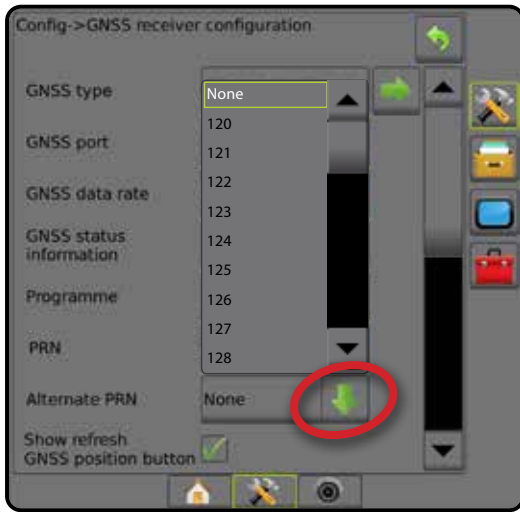 Config->GNSS receiver configuration
GNSS type
None
120
GNSS port
121
122
GNSS data rate
123
GNSS status
information
124
125
Programme
126
127
PRN
128
Alternate PRN
None
Show refresh
GNSS position button